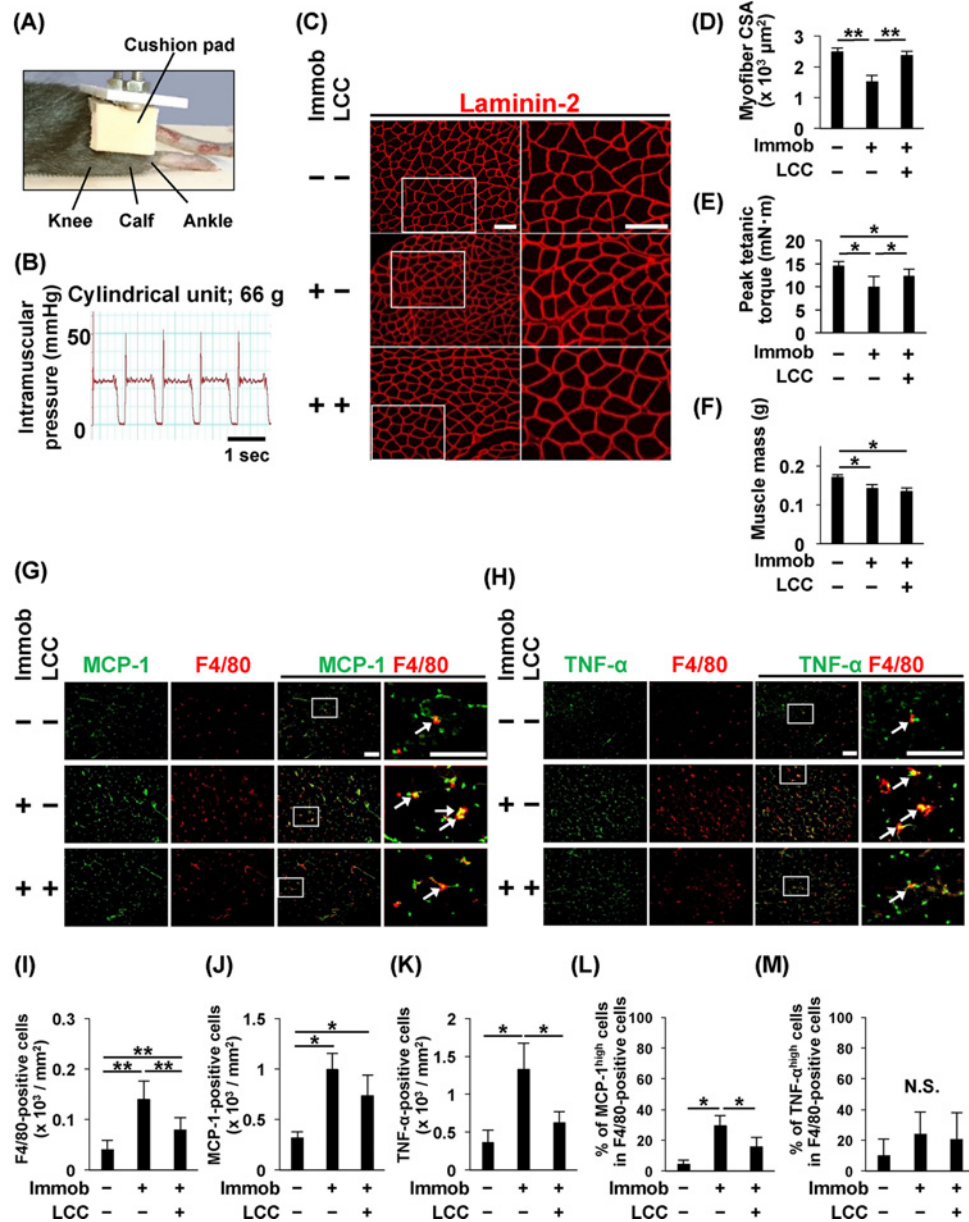 (A)
Cushion pad
Knee Calf Ankle
(B)
Cylindrical unit; 66 g
Intramuscular
pressure (mmHg)
50
0
1 sec
(C)
Immob
LCC
Laminin-2
− −
+ −
+ +
(D)
Myofiber CSA
(x 10³ μm²)
3
2
1
0
** **
Immob − + +
LCC +
(E)
Peak tetanic
torque (mN·m)
20
15
10
5
0
*
* *
Immob − + +
LCC +
(F)
Muscle mass (g)
0.2
0.1
0
*
*
Immob − + +
LCC +
(G)
Immob
LCC
MCP-1 F4/80 MCP-1 F4/80
− −
+ −
+ +
(H)
Immob
LCC
TNF-α F4/80 TNF-α F4/80
− −
+ −
+ +
(I)
F4/80-positive cells
(x 10³ / mm²)
0.3
0.2
0.1
0
**
** **
Immob − + +
LCC +
(J)
MCP-1-positive cells
(x 10³ / mm²)
1.5
1
0.5
0
*
*
− + +
+
(K)
TNF-α-positive cells
(x 10³ / mm²)
2
1.5
1
0.5
0
* *
− + +
+
(L)
% of MCP-1ʰⁱᵍʰ cells
in F4/80-positive cells
100
80
60
40
20
0
* *
Immob − + +
LCC +
(M)
% of TNF-αʰⁱᵍʰ cells
in F4/80-positive cells
100
80
60
40
20
0
N.S.
− + +
+